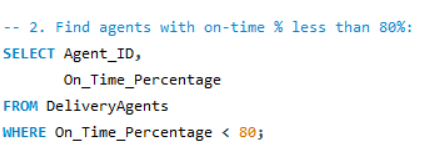 -- 2. Find agents with on-time % less than 80%:
SELECT Agent_ID,
       On_Time_Percentage
FROM DeliveryAgents
WHERE On_Time_Percentage < 80;